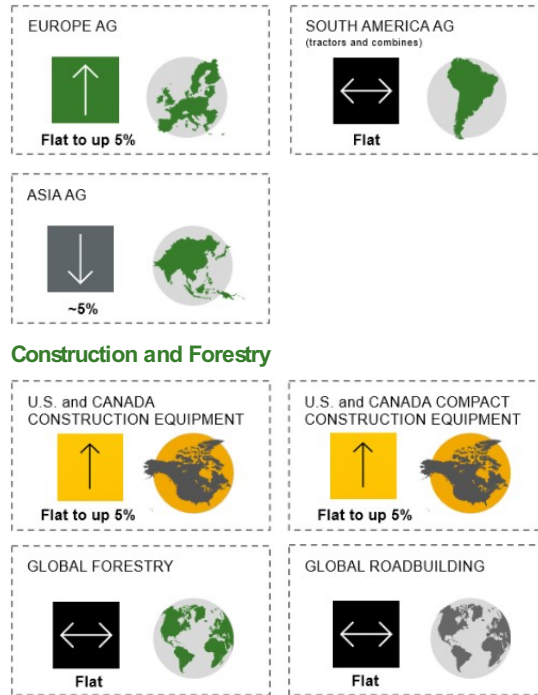 EUROPE AG
Flat to up 5%
SOUTH AMERICA AG
(tractors and combines)
Flat
ASIA AG
~5%
Construction and Forestry
U.S. and CANADA
CONSTRUCTION EQUIPMENT
Flat to up 5%
U.S. and CANADA COMPACT
CONSTRUCTION EQUIPMENT
Flat to up 5%
GLOBAL FORESTRY
Flat
GLOBAL ROADBUILDING
Flat